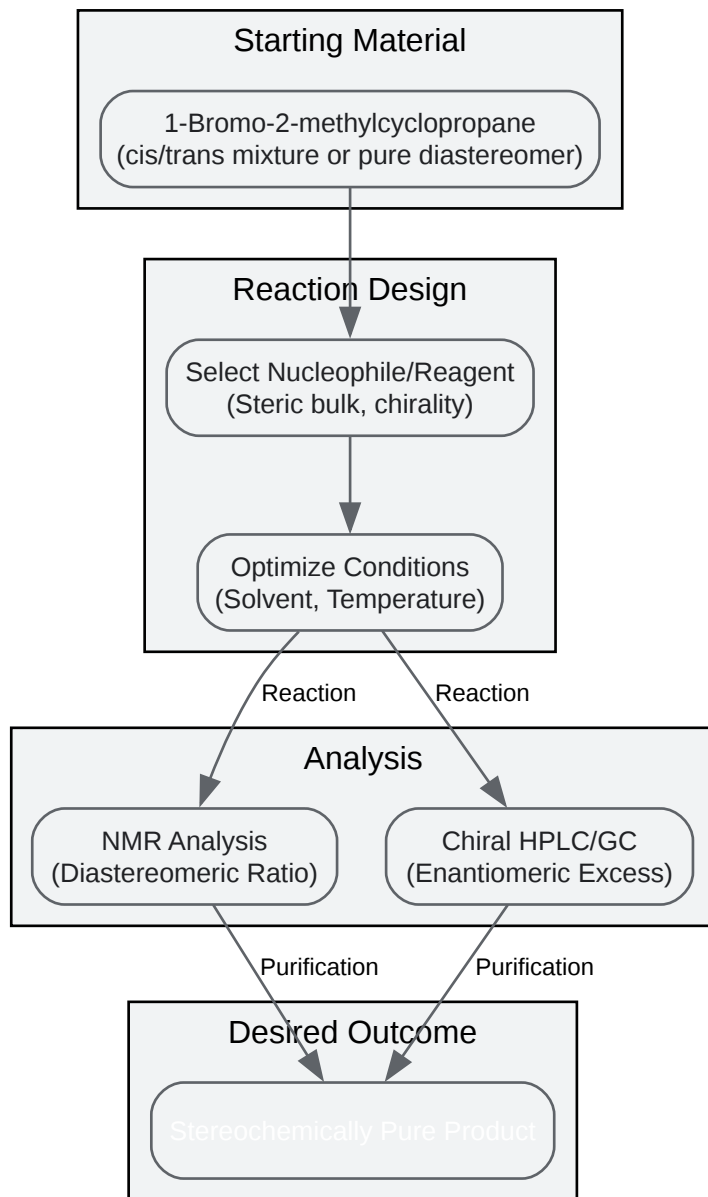 Starting Material
1-Bromo-2-methylcyclopropane
(cis/trans mixture or pure diastereomer)
Reaction Design
Select Nucleophile/Reagent
(Steric bulk, chirality)
Optimize Conditions
(Solvent, Temperature)
Reaction
Reaction
Analysis
NMR Analysis
(Diastereomeric Ratio)
Chiral HPLC/GC
(Enantiomeric Excess)
Purification
Purification
Desired Outcome
Stereochemically Pure Product